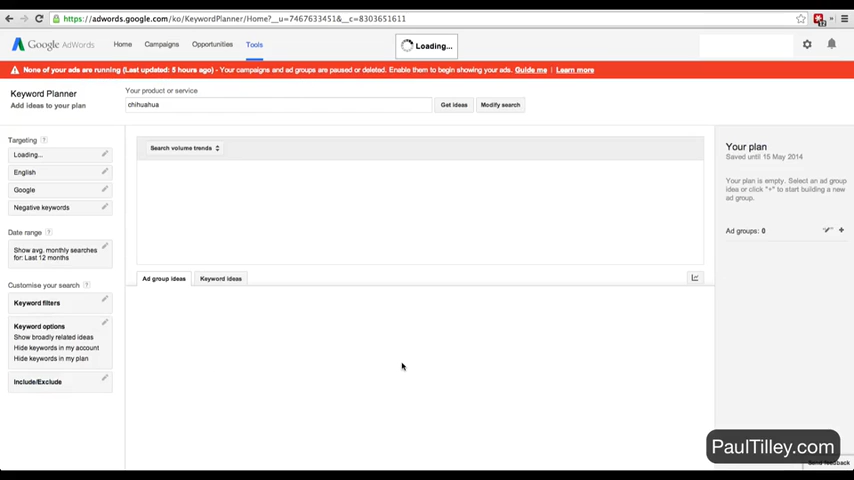 https://adwords.google.com/ko/KeywordPlanner/Home?__u=7467633451&__c=8303651611
12
Google AdWords
Home
Campaigns
Opportunities
Tools
Loading...
None of your ads are running (Last updated: 5 hours ago) - Your campaigns and ad groups are paused or deleted. Enable them to begin showing your ads. Guide me | Learn more
Keyword Planner
Add ideas to your plan
Your product or service
chihuahua
Get ideas
Modify search
Targeting ?
Loading...
English
Google
Negative keywords
Date range ?
Show avg. monthly searches
for: Last 12 months
Customise your search ?
Keyword filters
Keyword options
Show broadly related ideas
Hide keywords in my account
Hide keywords in my plan
Include/Exclude
Search volume trends
Ad group ideas
Keyword ideas
Your plan
Saved until 15 May 2014
Your plan is empty. Select an ad group
idea or click "+" to start building a new
ad group.
Ad groups: 0
PaulTilley.com
Send feedback